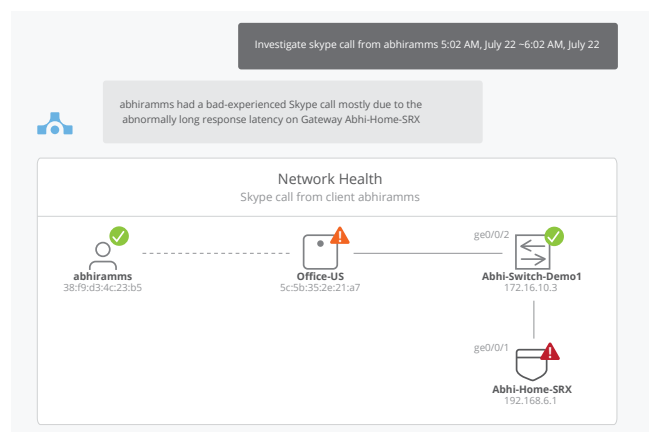 Investigate skype call from abhiramms 5:02 AM, July 22 ~6:02 AM, July 22
abhiramms had a bad-experienced Skype call mostly due to the
abnormally long response latency on Gateway Abhi-Home-SRX
Network Health
Skype call from client abhiramms
ge0/0/2
abhiramms
38:f9:d3:4c:23:b5
Office-US
5c:5b:35:2e:21:a7
Abhi-Switch-Demo1
172.16.10.3
ge0/0/1
Abhi-Home-SRX
192.168.6.1